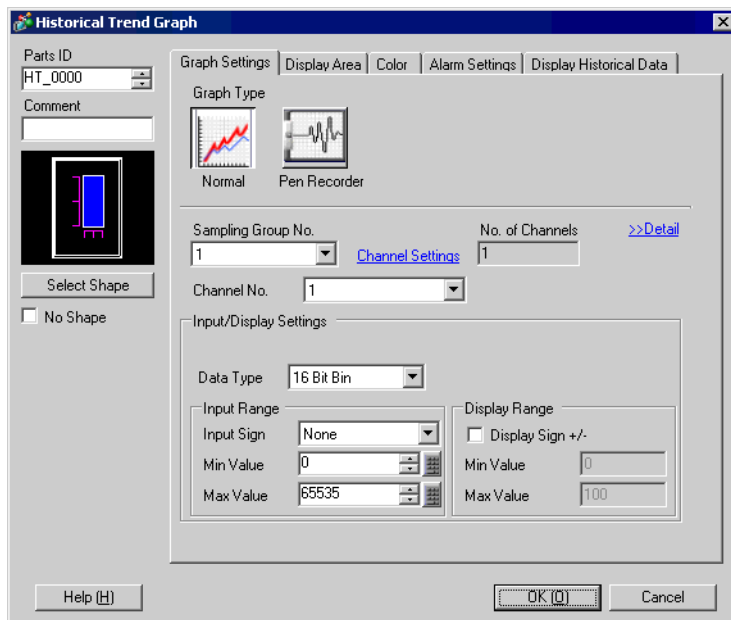 Historical Trend Graph
Parts ID
HT_0000
Comment
Select Shape
No Shape
Graph Settings
Display Area
Color
Alarm Settings
Display Historical Data
Graph Type
Normal
Pen Recorder
Sampling Group No.
1
Channel Settings
No. of Channels
1
>>Detail
Channel No.
1
Input/Display Settings
Data Type
16 Bit Bin
Input Range
Input Sign
None
Min Value
0
Max Value
65535
Display Range
Display Sign +/-
Min Value
0
Max Value
100
Help (H)
OK (O)
Cancel